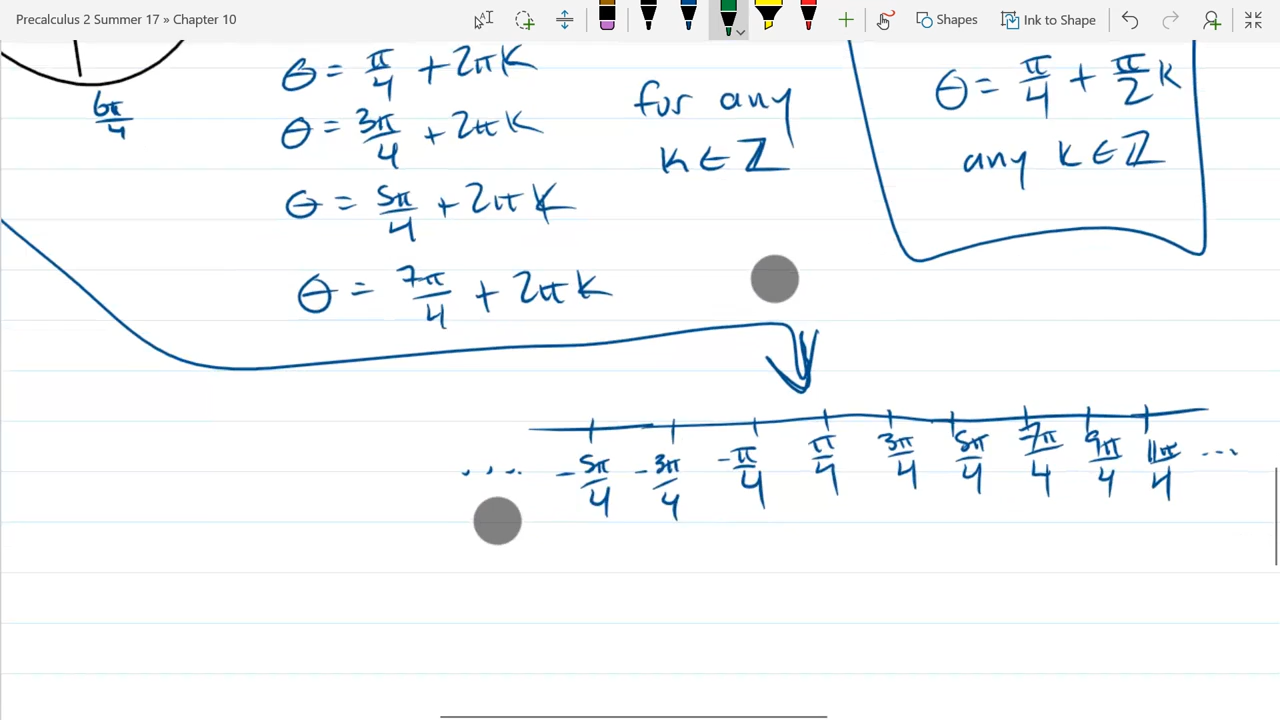 Precalculus 2 Summer 17 » Chapter 10
Shapes
Ink to Shape
6π/4
θ = π/4 + 2πK
θ = 3π/4 + 2πK
θ = 5π/4 + 2πK
θ = 7π/4 + 2πK
for any
K ∈ ℤ
θ = π/4 + π/2 K
any K ∈ ℤ
.... -5π/4 -3π/4 -π/4 π/4 3π/4 5π/4 7π/4 9π/4 11π/4 ...